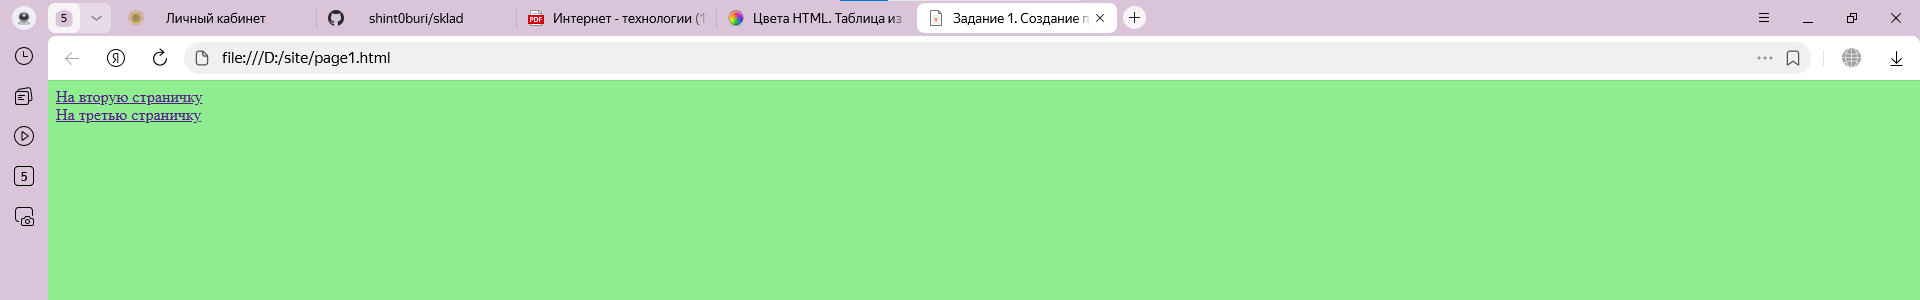 5
Личный кабинет
shint0buri/sklad
PDF
Интернет - технологии (1
Цвета HTML. Таблица из
Y
Задание 1. Создание п
Я
file:///D:/site/page1.html
На вторую страничку
На третью страничку
5